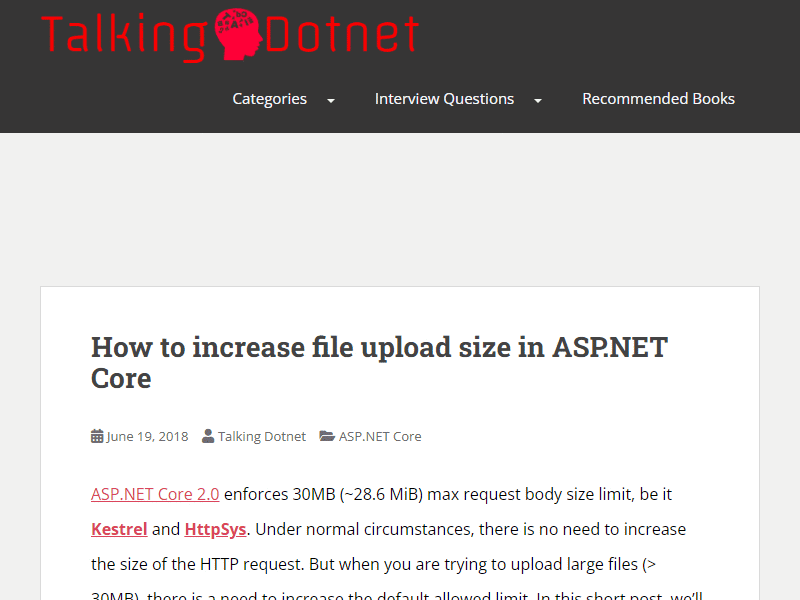 Talking Dotnet
Categories Interview Questions Recommended Books
How to increase file upload size in ASP.NET
Core
June 19, 2018 Talking Dotnet ASP.NET Core
ASP.NET Core 2.0 enforces 30MB (~28.6 MiB) max request body size limit, be it
Kestrel and HttpSys. Under normal circumstances, there is no need to increase
the size of the HTTP request. But when you are trying to upload large files (>
30MB), there is a need to increase the default allowed limit. In this short post, we'll